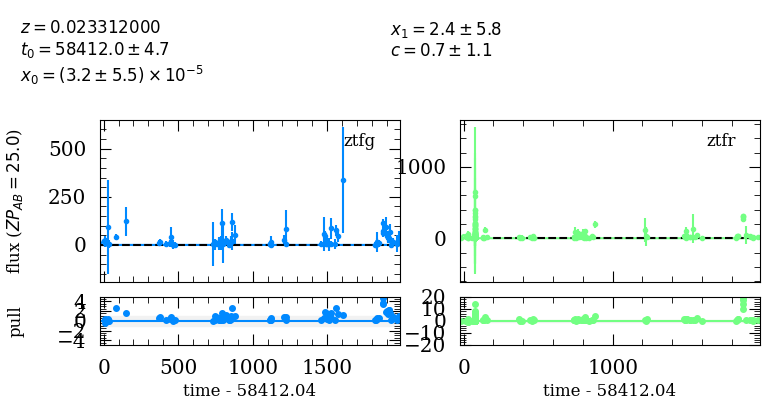 z = 0.023312000
t₀ = 58412.0 ± 4.7
x₀ = (3.2 ± 5.5) × 10⁻⁵
x₁ = 2.4 ± 5.8
c = 0.7 ± 1.1
flux (ZP_AB = 25.0)
500
250
0
ztfg
1000
0
ztfr
pull
4
2
0
−2
−4
0
500
1000
1500
time - 58412.04
20
10
0
−10
−20
0
1000
time - 58412.04